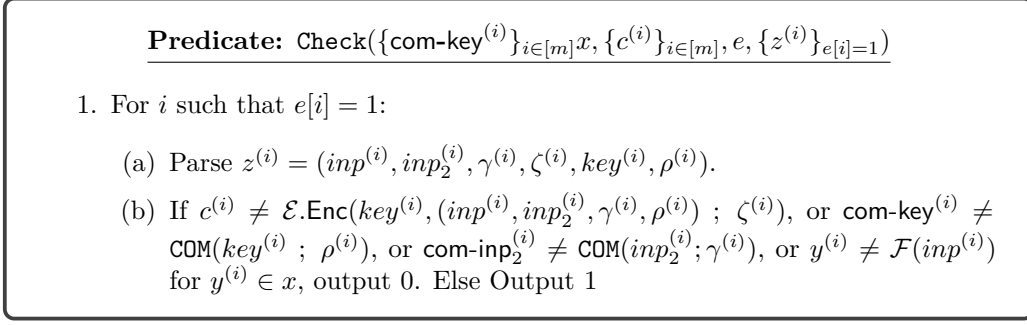 Predicate: Check({com-key^{(i)}}_{i∈[m]}x, {c^{(i)}}_{i∈[m]}, e, {z^{(i)}}_{e[i]=1})
1. For i such that e[i] = 1:
(a) Parse z^{(i)} = (inp^{(i)}, inp_2^{(i)}, γ^{(i)}, ζ^{(i)}, key^{(i)}, ρ^{(i)}).
(b) If c^{(i)} ≠ ℰ.Enc(key^{(i)}, (inp^{(i)}, inp_2^{(i)}, γ^{(i)}, ρ^{(i)}) ; ζ^{(i)}), or com-key^{(i)} ≠
COM(key^{(i)} ; ρ^{(i)}), or com-inp_2^{(i)} ≠ COM(inp_2^{(i)}; γ^{(i)}), or y^{(i)} ≠ ℱ(inp^{(i)})
for y^{(i)} ∈ x, output 0. Else Output 1